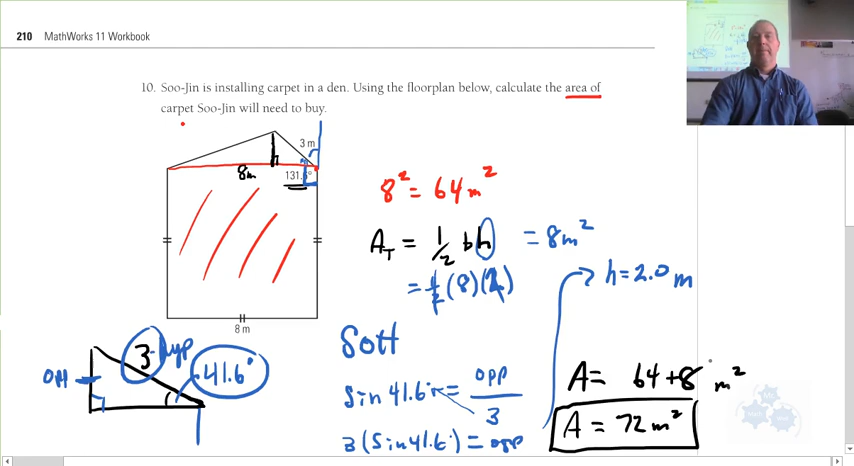 210 MathWorks 11 Workbook
10. Soo-Jin is installing carpet in a den. Using the floorplan below, calculate the area of
carpet Soo-Jin will need to buy.
3 m
h
8m
131.6°
8 m
8² = 64 m²
A_T = 1/2 bh = 8m²
= 1/2 (8)(2)
h = 2.0 m
3 hyp
opp
41.6°
SOH
Sin 41.6 = opp
3
3 (Sin 41.6°) = opp
A = 64 + 8 m²
A = 72 m²